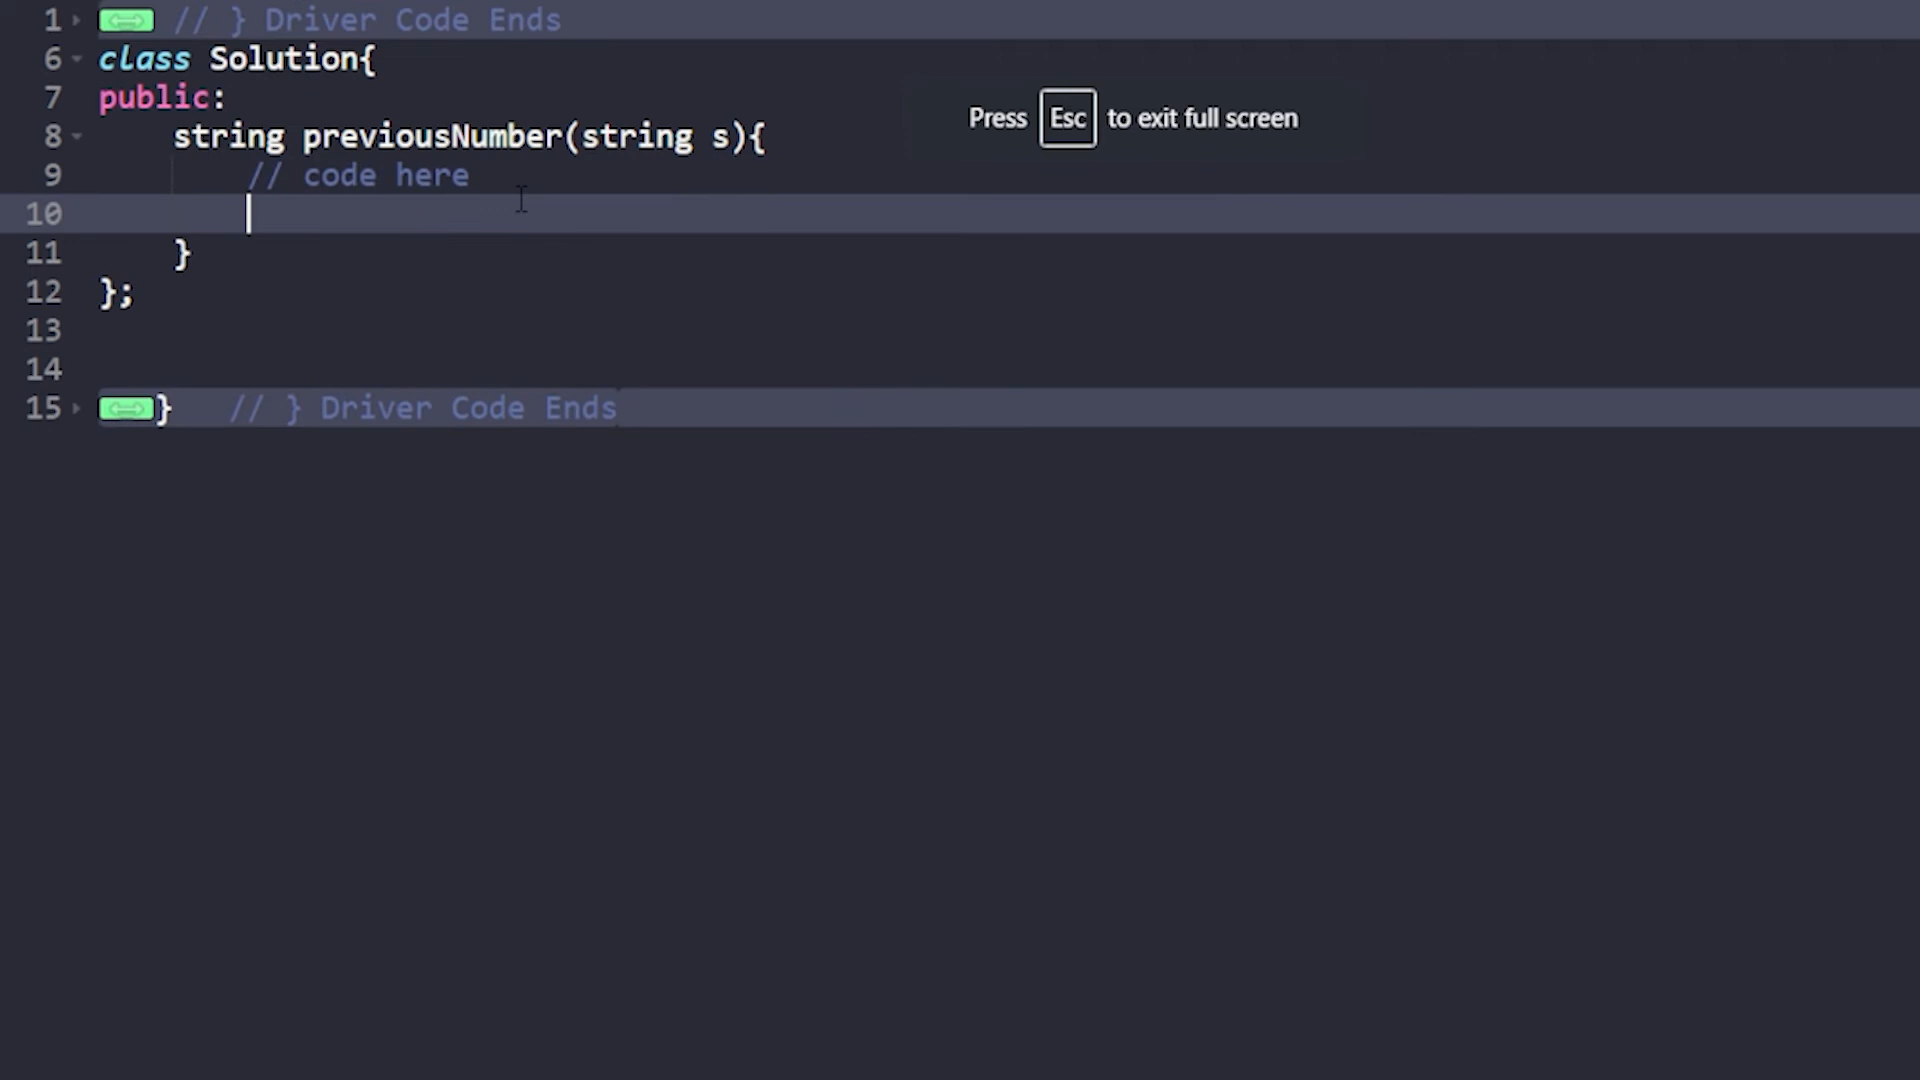 1 // } Driver Code Ends
6 class Solution{
7 public:
Press Esc to exit full screen
8 string previousNumber(string s){
9 // code here
10
11 }
12 };
13
14
15 } // } Driver Code Ends